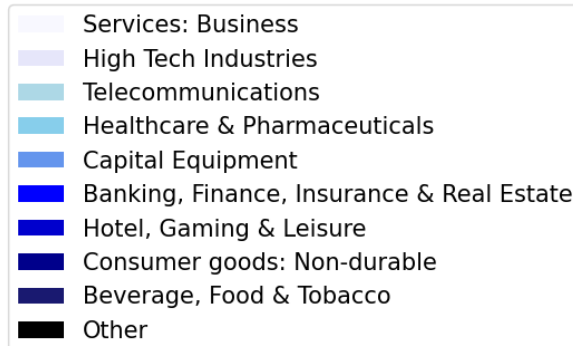 Services: Business
High Tech Industries
Telecommunications
Healthcare & Pharmaceuticals
Capital Equipment
Banking, Finance, Insurance & Real Estate
Hotel, Gaming & Leisure
Consumer goods: Non-durable
Beverage, Food & Tobacco
Other